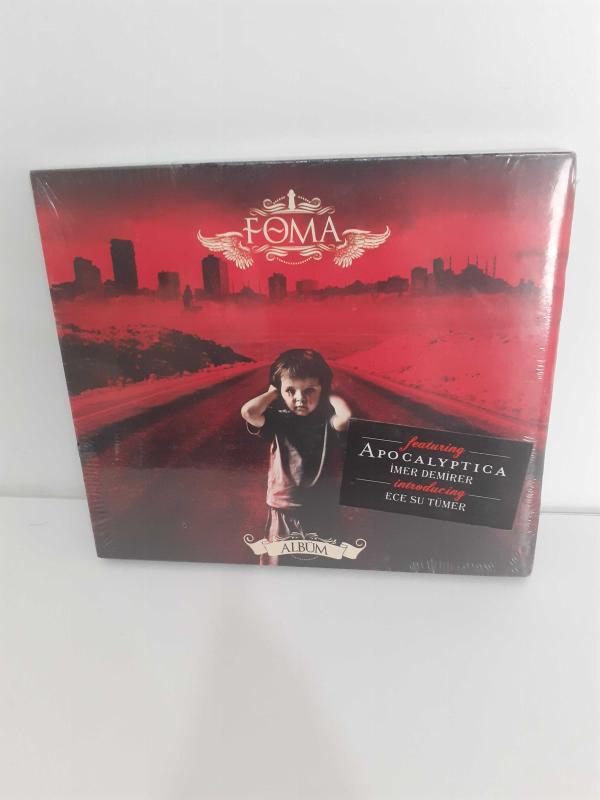 FOMA
featuring
APOCALYPTICA
İMER DEMİRER
introducing
ECE SU TÜMER
ALBÜM